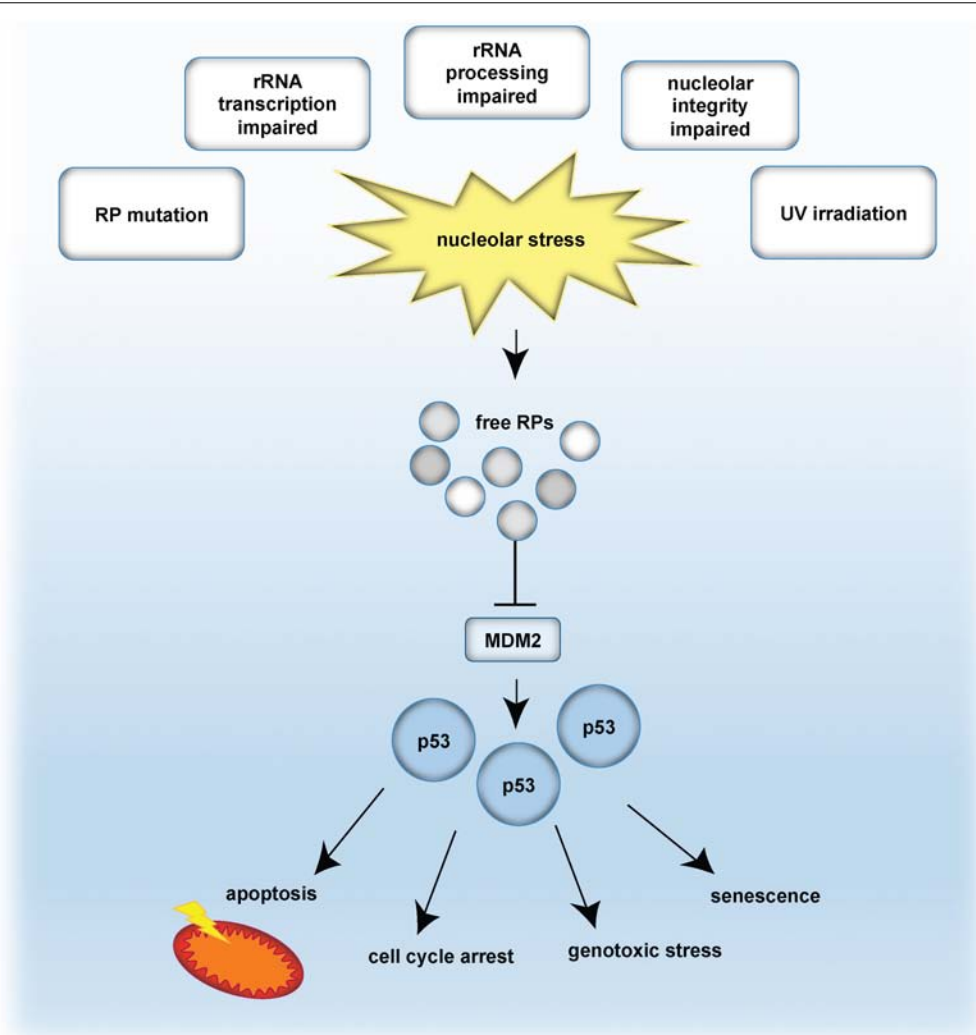 rRNA
processing
impaired
rRNA
transcription
impaired
nucleolar
integrity
impaired
RP mutation
UV irradiation
nucleolar stress
free RPs
MDM2
p53
p53
p53
apoptosis
senescence
cell cycle arrest
genotoxic stress